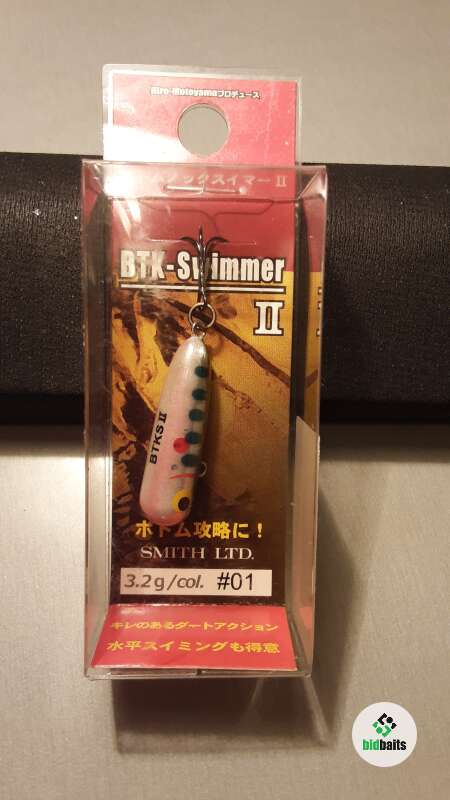 Hiro-Motoyamaプロデュース
ノックスイマーII
BTK-Swimmer
II
BTKS II
ボトム攻略に!
SMITH LTD.
3.2g/col. #01
キレのあるダートアクション
水平スイミングも得意
bidbaits